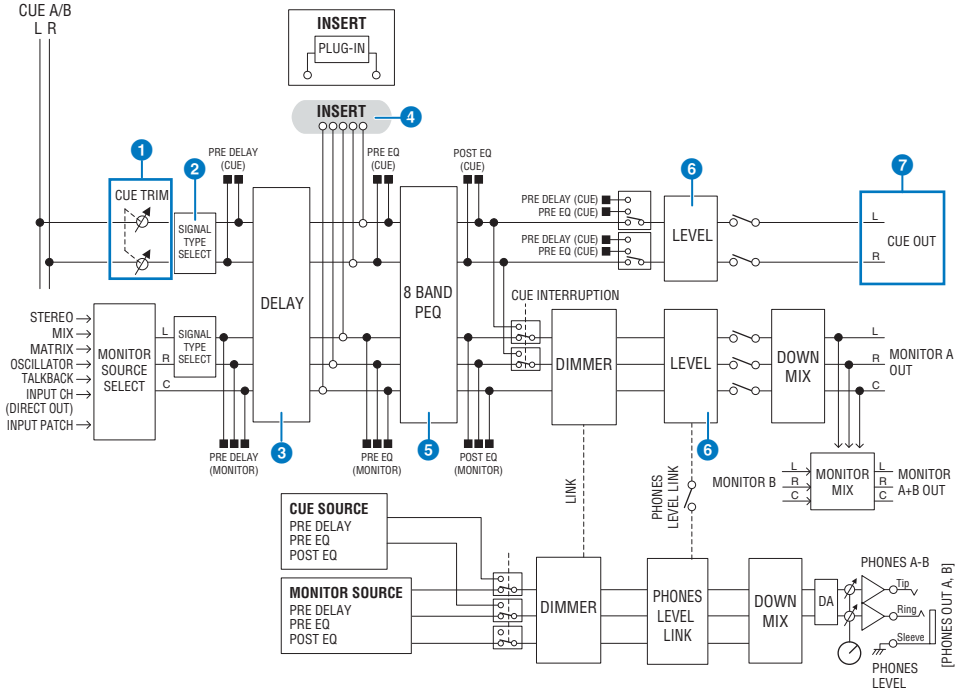 CUE A/B
L R
INSERT
PLUG-IN
INSERT
4
1
CUE TRIM
2
SIGNAL
TYPE
SELECT
PRE DELAY
(CUE)
PRE EQ
(CUE)
POST EQ
(CUE)
PRE DELAY (CUE)
PRE EQ (CUE)
PRE DELAY (CUE)
PRE EQ (CUE)
6
LEVEL
7
L
CUE OUT
R
STEREO
MIX
MATRIX
OSCILLATOR
TALKBACK
INPUT CH
(DIRECT OUT)
INPUT PATCH
MONITOR
SOURCE
SELECT
L
R
C
SIGNAL
TYPE
SELECT
DELAY
3
8 BAND
PEQ
5
CUE INTERRUPTION
DIMMER
LEVEL
6
DOWN
MIX
L
R
C
MONITOR A
OUT
PRE DELAY
(MONITOR)
PRE EQ
(MONITOR)
POST EQ
(MONITOR)
LINK
PHONES
LEVEL LINK
MONITOR B
L
R
C
MONITOR
MIX
L
R
C
MONITOR
A+B OUT
CUE SOURCE
PRE DELAY
PRE EQ
POST EQ
MONITOR SOURCE
PRE DELAY
PRE EQ
POST EQ
DIMMER
PHONES
LEVEL
LINK
DOWN
MIX
DA
PHONES A-B
Tip
Ring
Sleeve
PHONES
LEVEL
[PHONES OUT A, B]